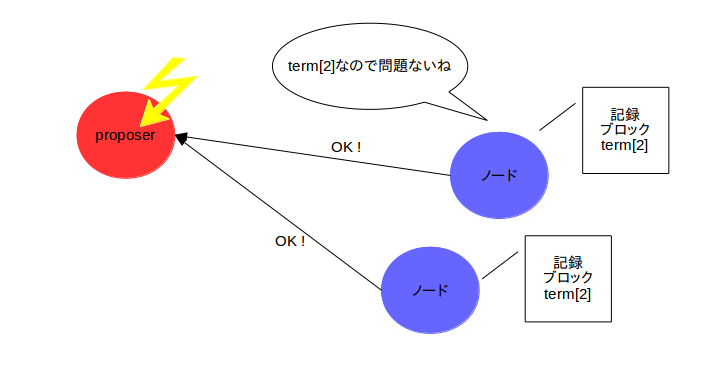 term[2]なので問題ないね
記録
ブロック
term[2]
proposer
OK !
ノード
OK !
記録
ブロック
term[2]
ノード